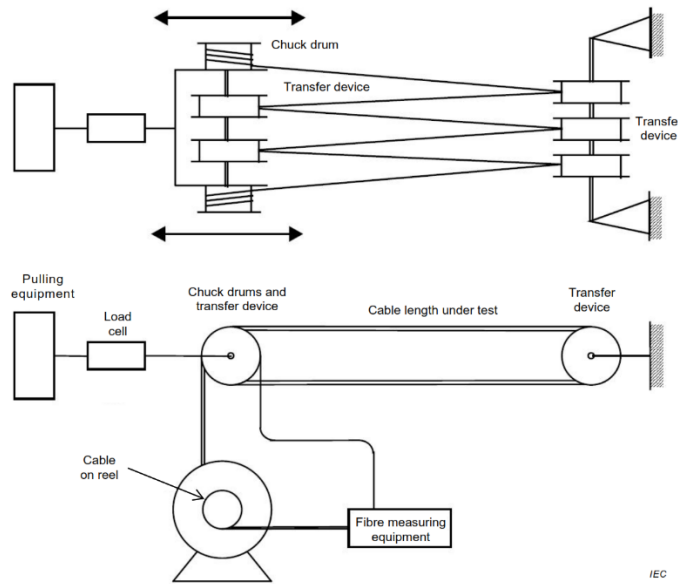 Chuck drum
Transfer device
Transfer
device
Pulling
equipment
Load
cell
Chuck drums and
transfer device
Cable length under test
Transfer
device
Cable
on reel
Fibre measuring
equipment
IEC